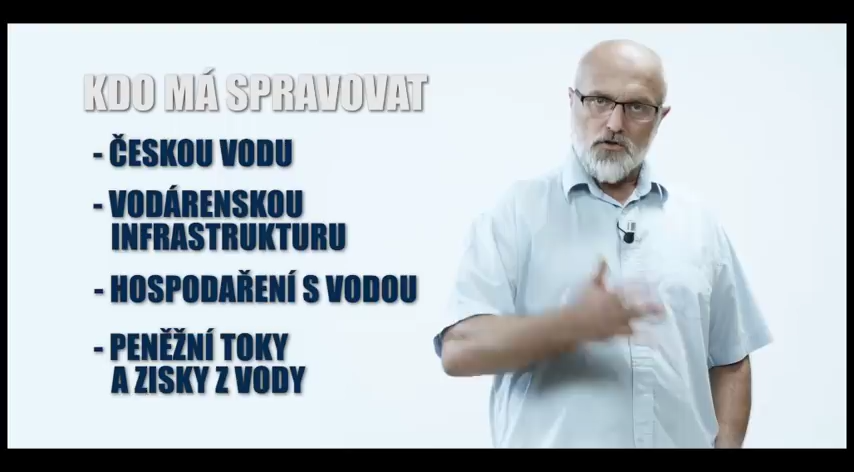 KDO MÁ SPRAVOVAT
- ČESKOU VODU
- VODÁRENSKOU
INFRASTRUKTURU
- HOSPODAŘENÍ S VODOU
- PENĚŽNÍ TOKY
A ZISKY Z VODY